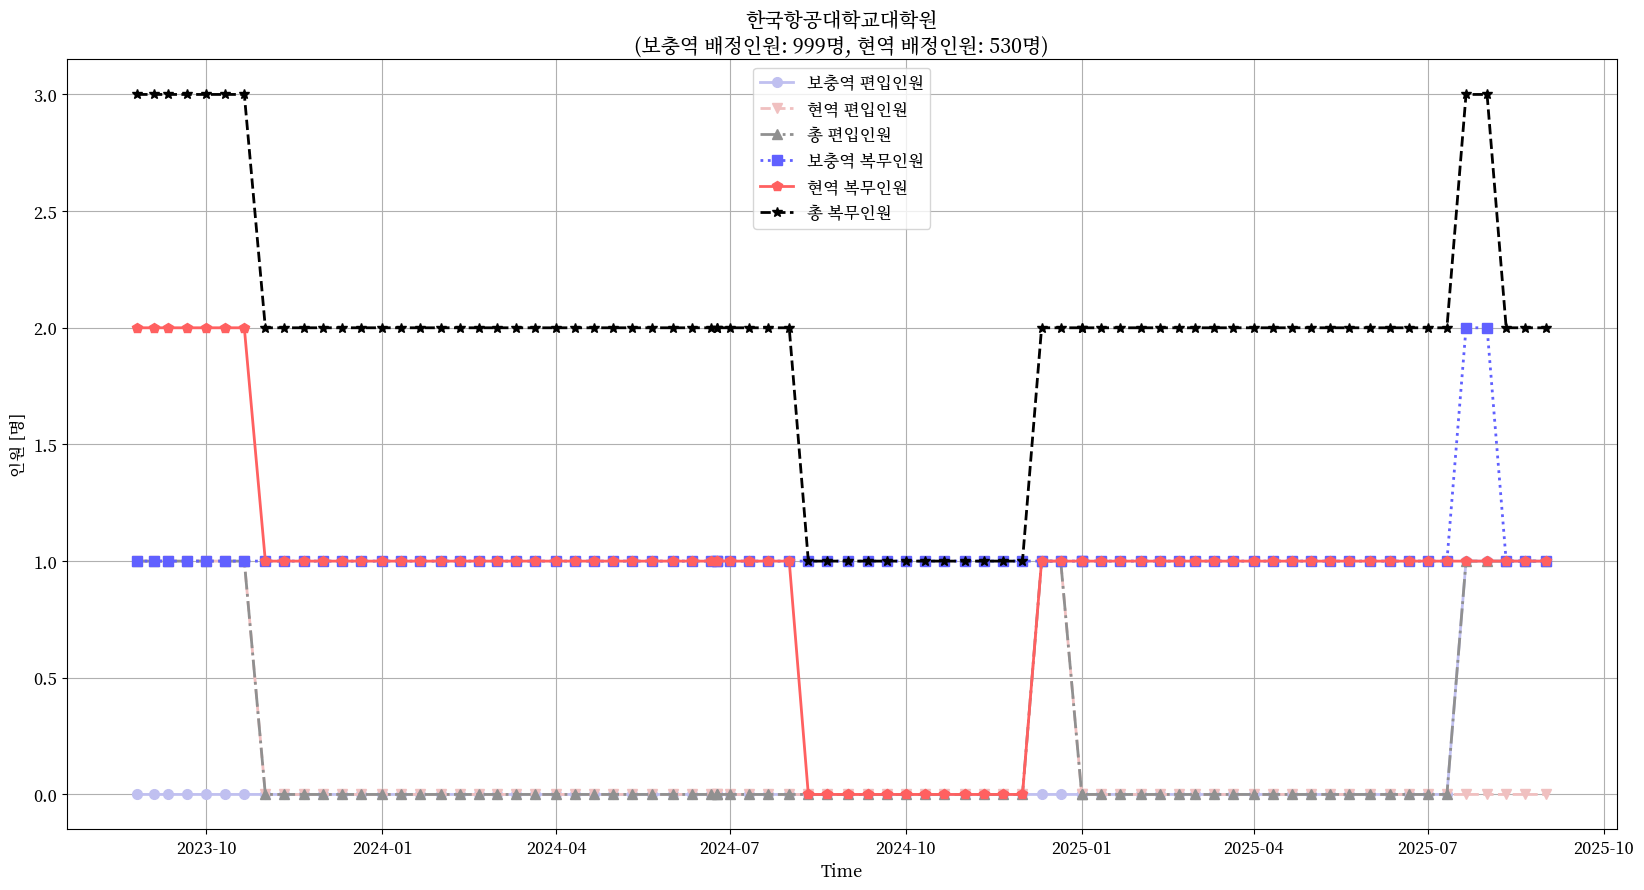 한국항공대학교대학원
(보충역 배정인원: 999명, 현역 배정인원: 530명)
보충역 편입인원
현역 편입인원
총 편입인원
보충역 복무인원
현역 복무인원
총 복무인원
3.0
2.5
2.0
1.5
1.0
0.5
0.0
인원 [명]
2023-10
2024-01
2024-04
2024-07
2024-10
2025-01
2025-04
2025-07
2025-10
Time